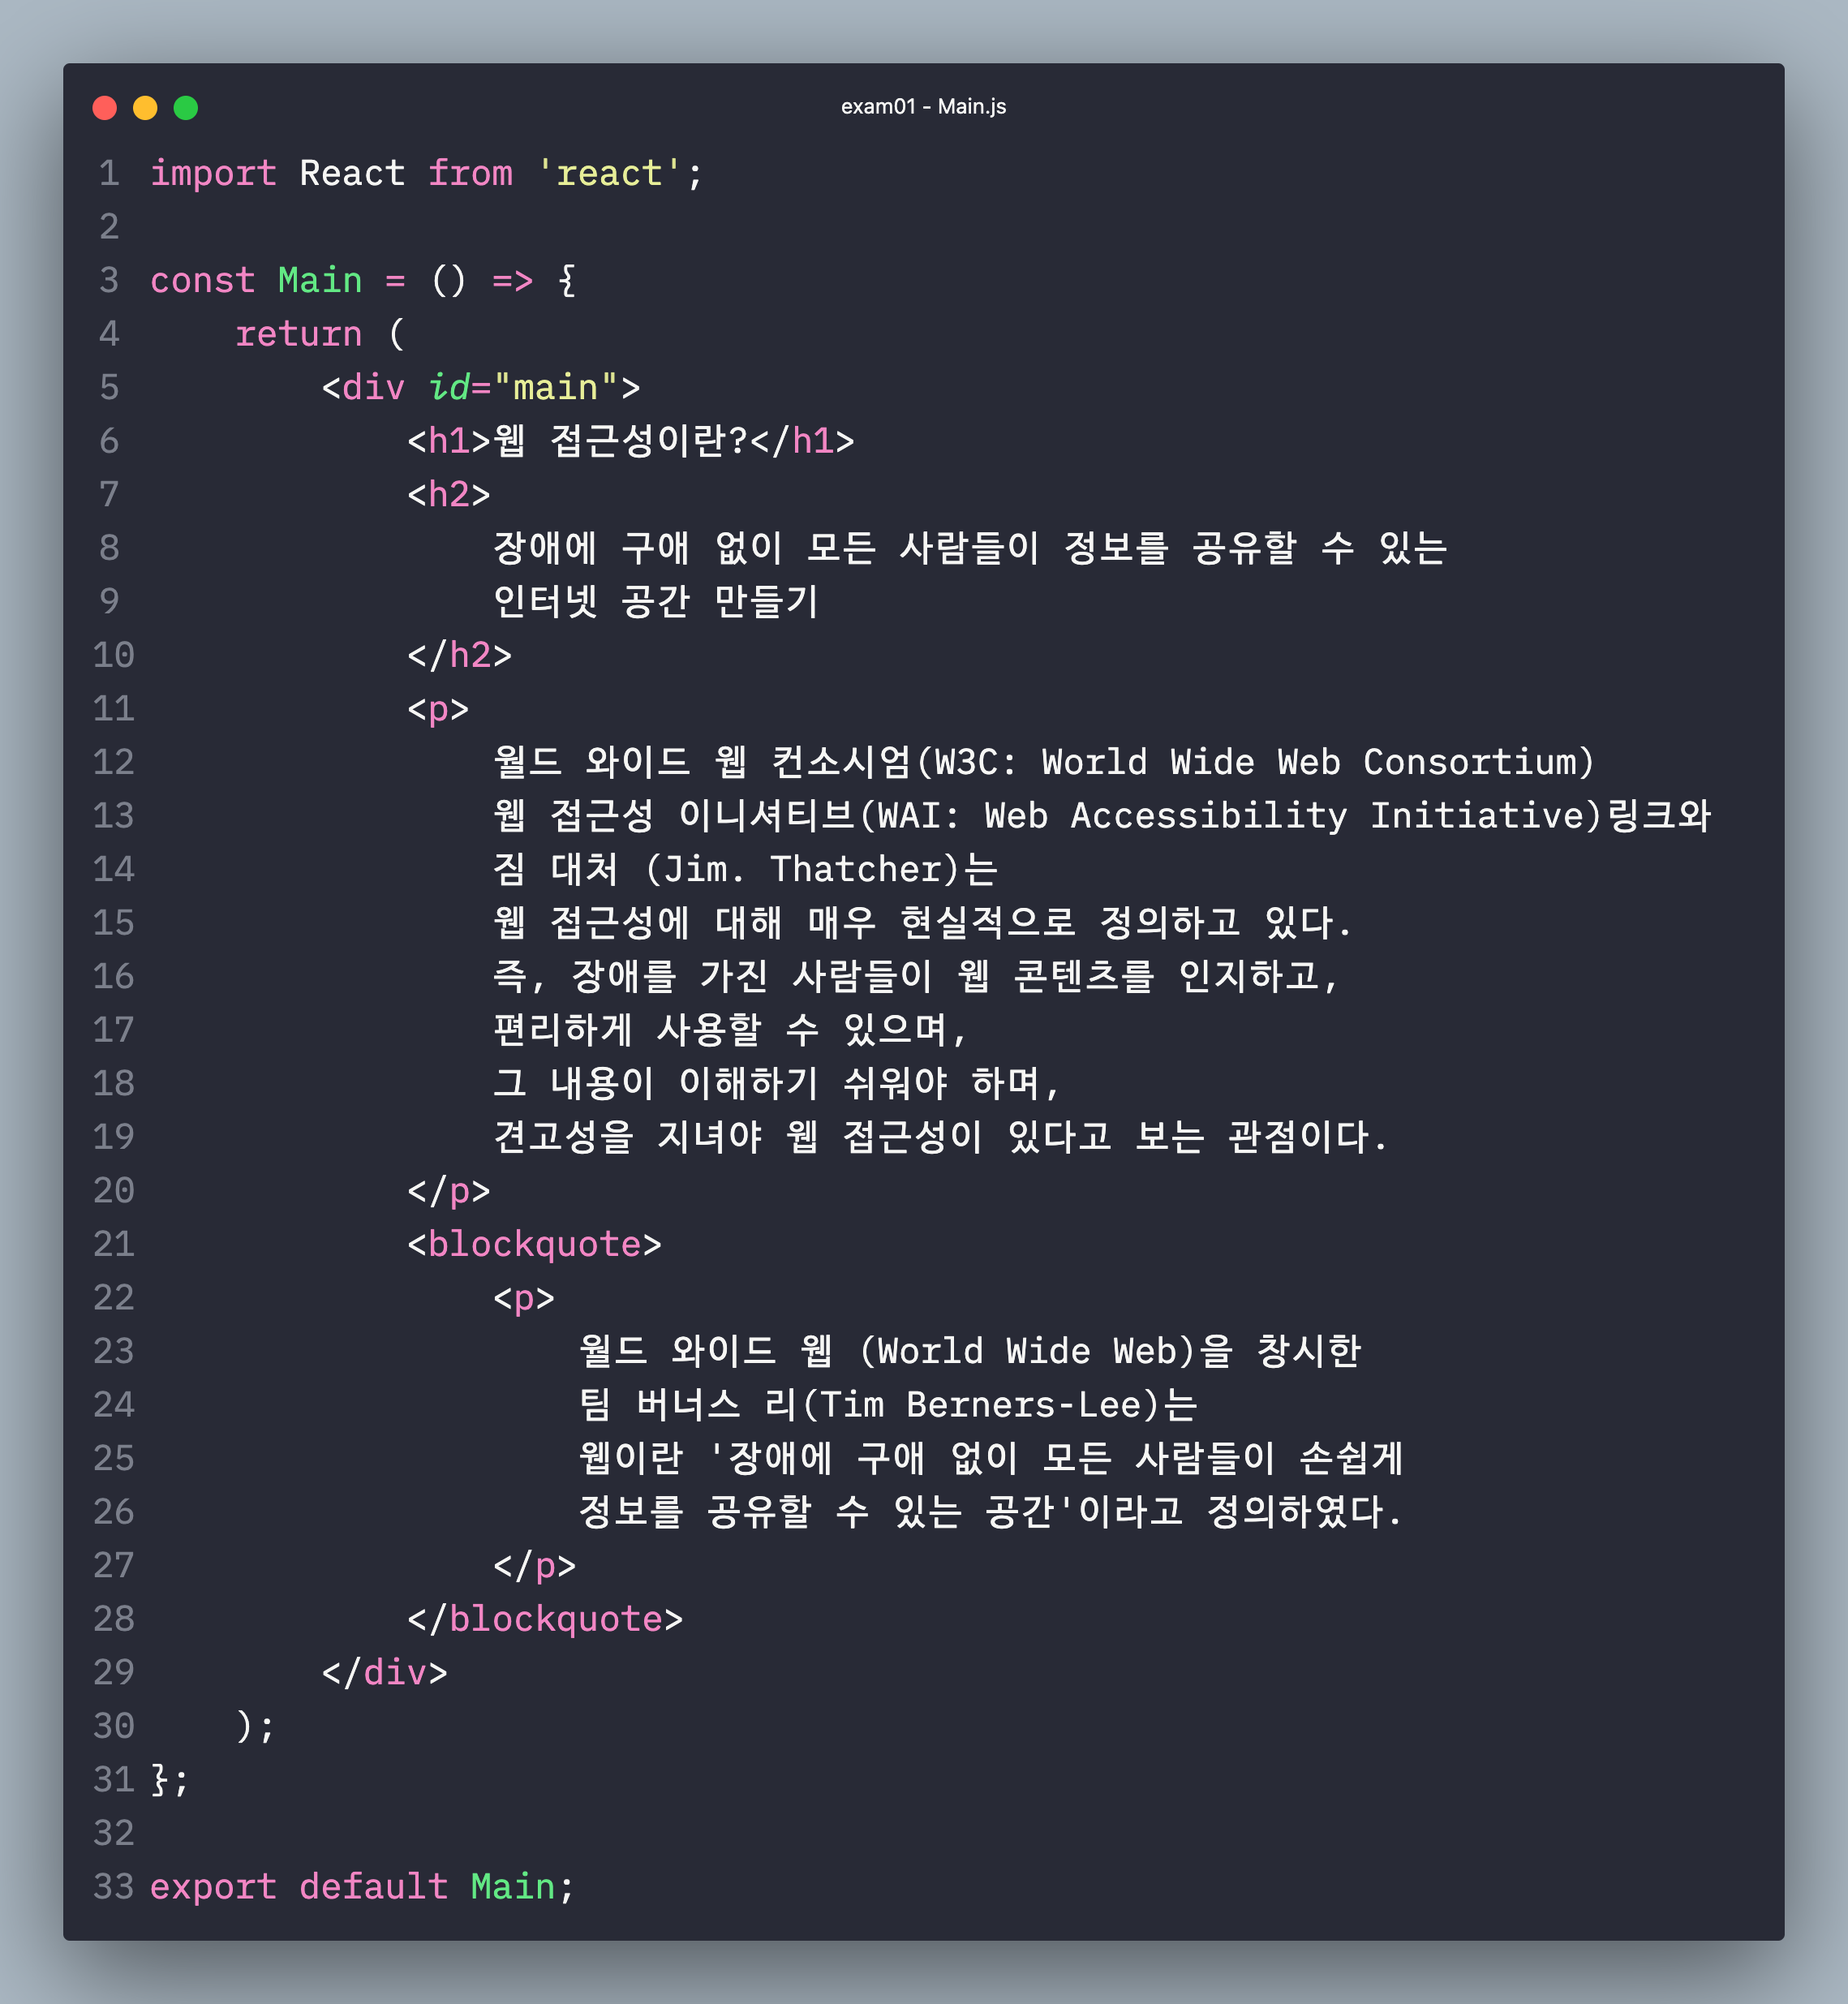 exam01 - Main.js
1 import React from 'react';
2
3 const Main = () => {
4     return (
5         <div id="main">
6             <h1>웹 접근성이란?</h1>
7             <h2>
8                 장애에 구애 없이 모든 사람들이 정보를 공유할 수 있는
9                 인터넷 공간 만들기
10             </h2>
11             <p>
12                 월드 와이드 웹 컨소시엄(W3C: World Wide Web Consortium)
13                 웹 접근성 이니셔티브(WAI: Web Accessibility Initiative)링크와
14                 짐 대처 (Jim. Thatcher)는
15                 웹 접근성에 대해 매우 현실적으로 정의하고 있다.
16                 즉, 장애를 가진 사람들이 웹 콘텐츠를 인지하고,
17                 편리하게 사용할 수 있으며,
18                 그 내용이 이해하기 쉬워야 하며,
19                 견고성을 지녀야 웹 접근성이 있다고 보는 관점이다.
20             </p>
21             <blockquote>
22                 <p>
23                     월드 와이드 웹 (World Wide Web)을 창시한
24                     팀 버너스 리(Tim Berners-Lee)는
25                     웹이란 '장애에 구애 없이 모든 사람들이 손쉽게
26                     정보를 공유할 수 있는 공간'이라고 정의하였다.
27                 </p>
28             </blockquote>
29         </div>
30     );
31 };
32
33 export default Main;